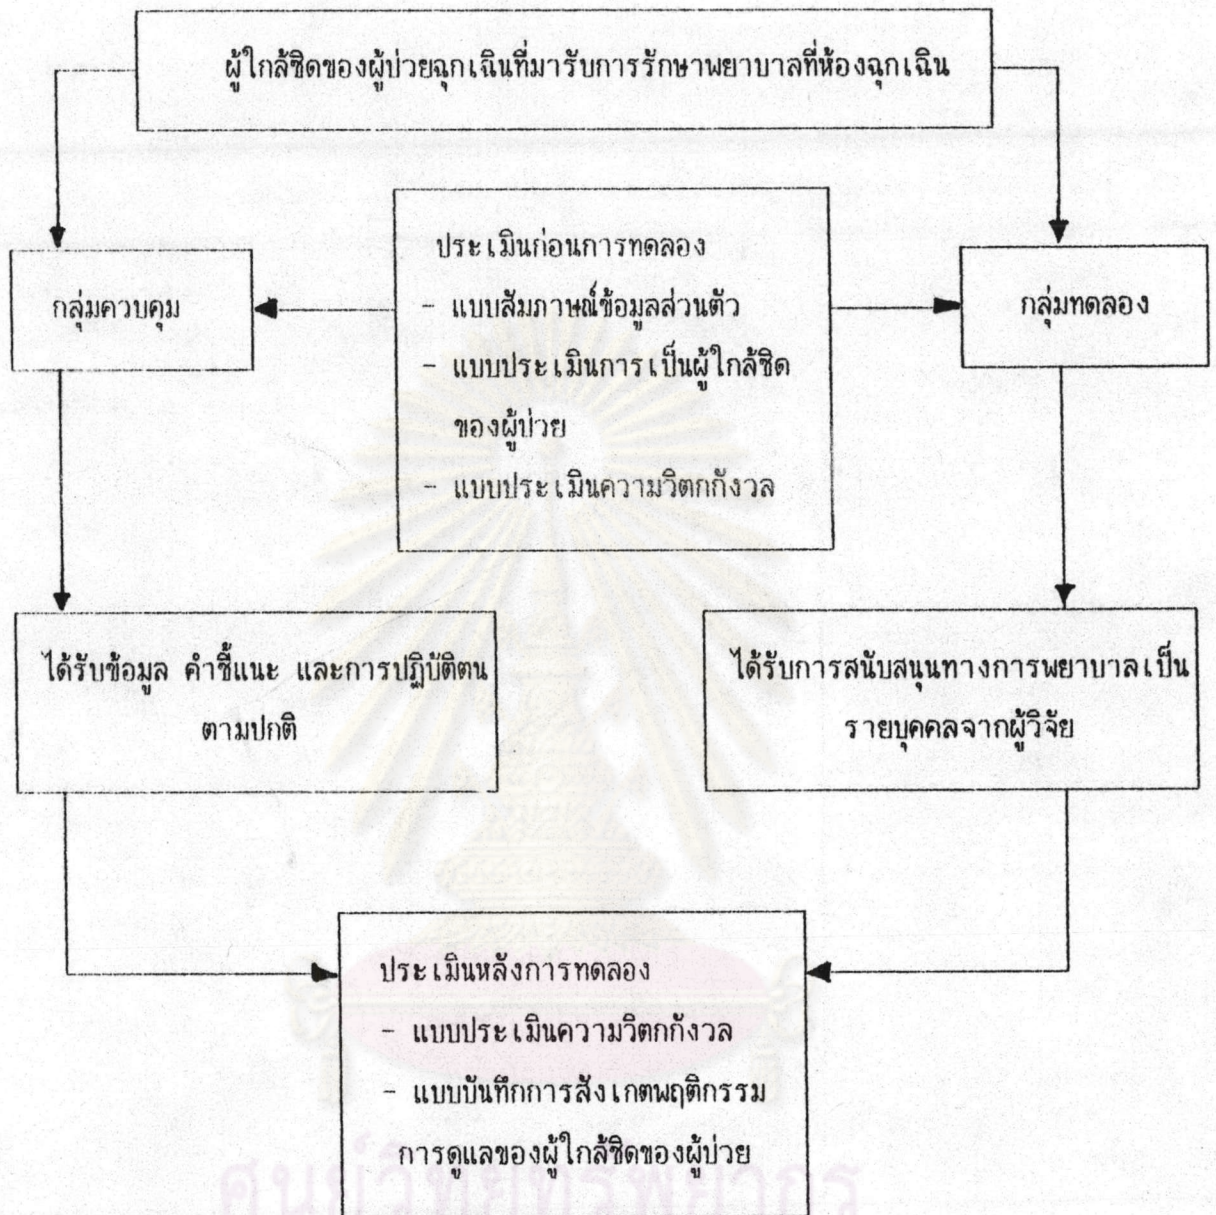 ผู้ใกล้ชิดของผู้ป่วยฉุกเฉินที่มารับการรักษาพยาบาลที่ห้องฉุกเฉิน
กลุ่มควบคุม
ประเมินก่อนการทดลอง
- แบบสัมภาษณ์ข้อมูลส่วนตัว
- แบบประเมินการเป็นผู้ใกล้ชิด
ของผู้ป่วย
- แบบประเมินความวิตกกังวล
กลุ่มทดลอง
ได้รับข้อมูล คำชี้แนะ และการปฏิบัติตน
ตามปกติ
ได้รับการสนับสนุนทางการพยาบาลเป็น
รายบุคคลจากผู้วิจัย
ประเมินหลังการทดลอง
- แบบประเมินความวิตกกังวล
- แบบบันทึกการสังเกตพฤติกรรม
การดูแลของผู้ใกล้ชิดของผู้ป่วย
ศูนย์วิทยทรัพยากร